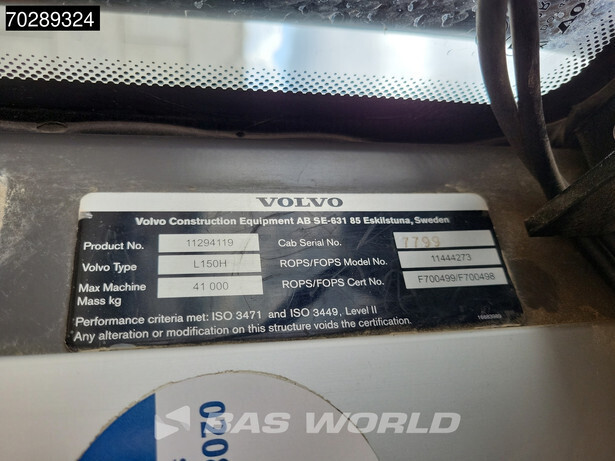 70289324
VOLVO
Volvo Construction Equipment AB SE-631 85 Eskilstuna, Sweden
Product No. 11294119 Cab Serial No. 7799
Volvo Type L150H ROPS/FOPS Model No. 11444273
Max Machine Mass kg 41 000 ROPS/FOPS Cert No. F700499/F700498
Performance criteria met: ISO 3471 and ISO 3449, Level II
Any alteration or modification on this structure voids the certification.
BAS WORLD